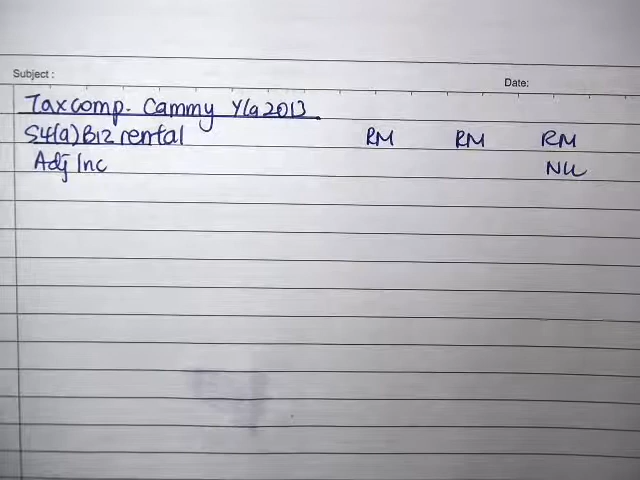 Subject :
Date:
Taxcomp. Cammy Y/a 2013
S4(a) Biz rental RM RM RM
Adj Inc NIL